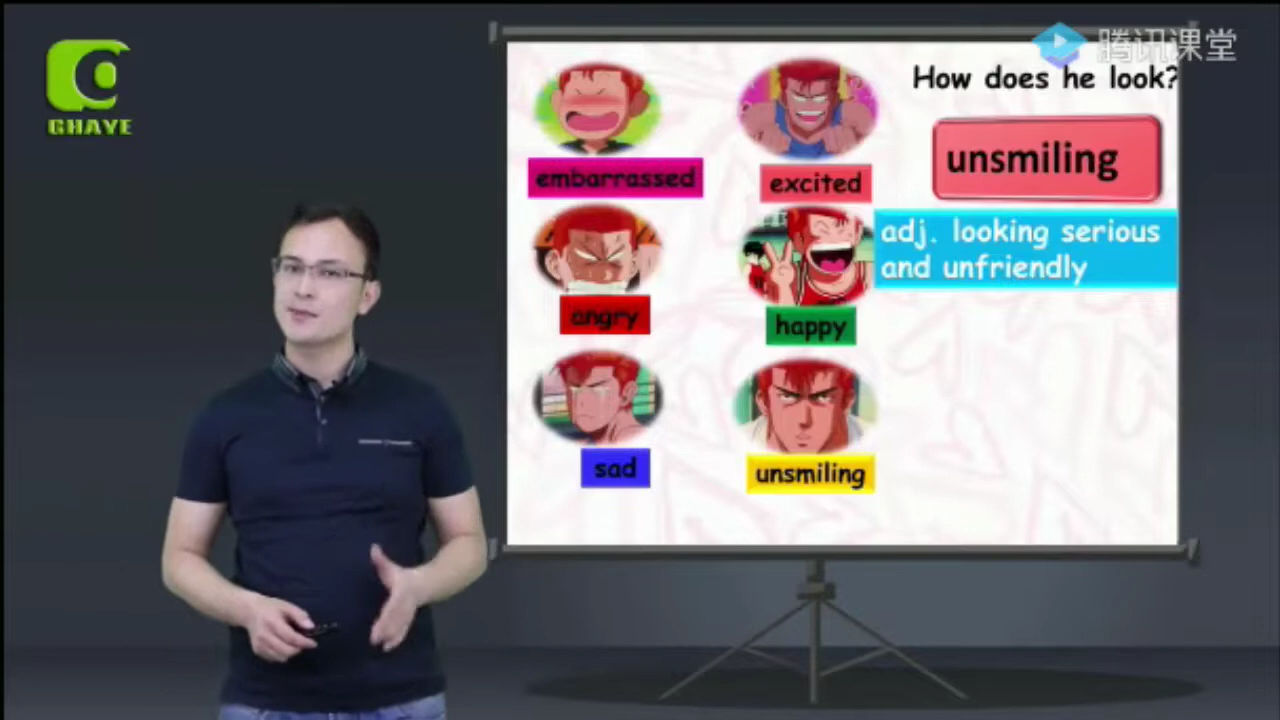 GHAYE
腾讯课堂
How does he look?
embarrassed
excited
unsmiling
adj. looking serious
and unfriendly
angry
happy
sad
unsmiling